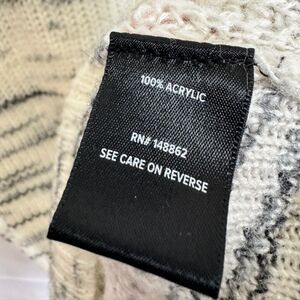 100% ACRYLIC
RN# 148862
SEE CARE ON REVERSE